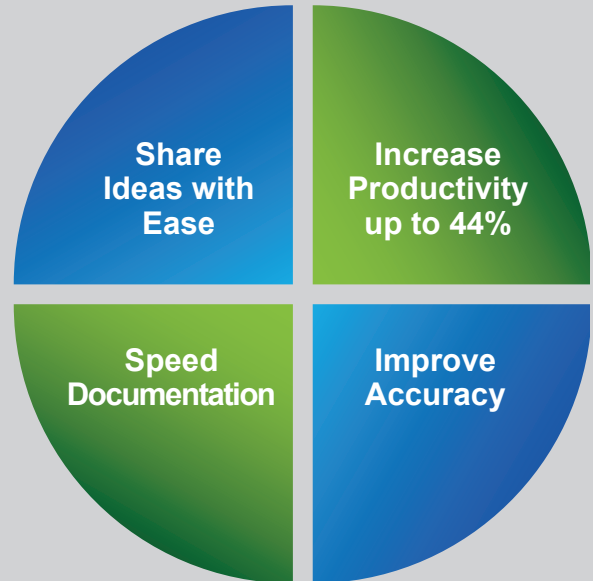 Share
Ideas with
Ease
Increase
Productivity
up to 44%
Speed
Documentation
Improve
Accuracy